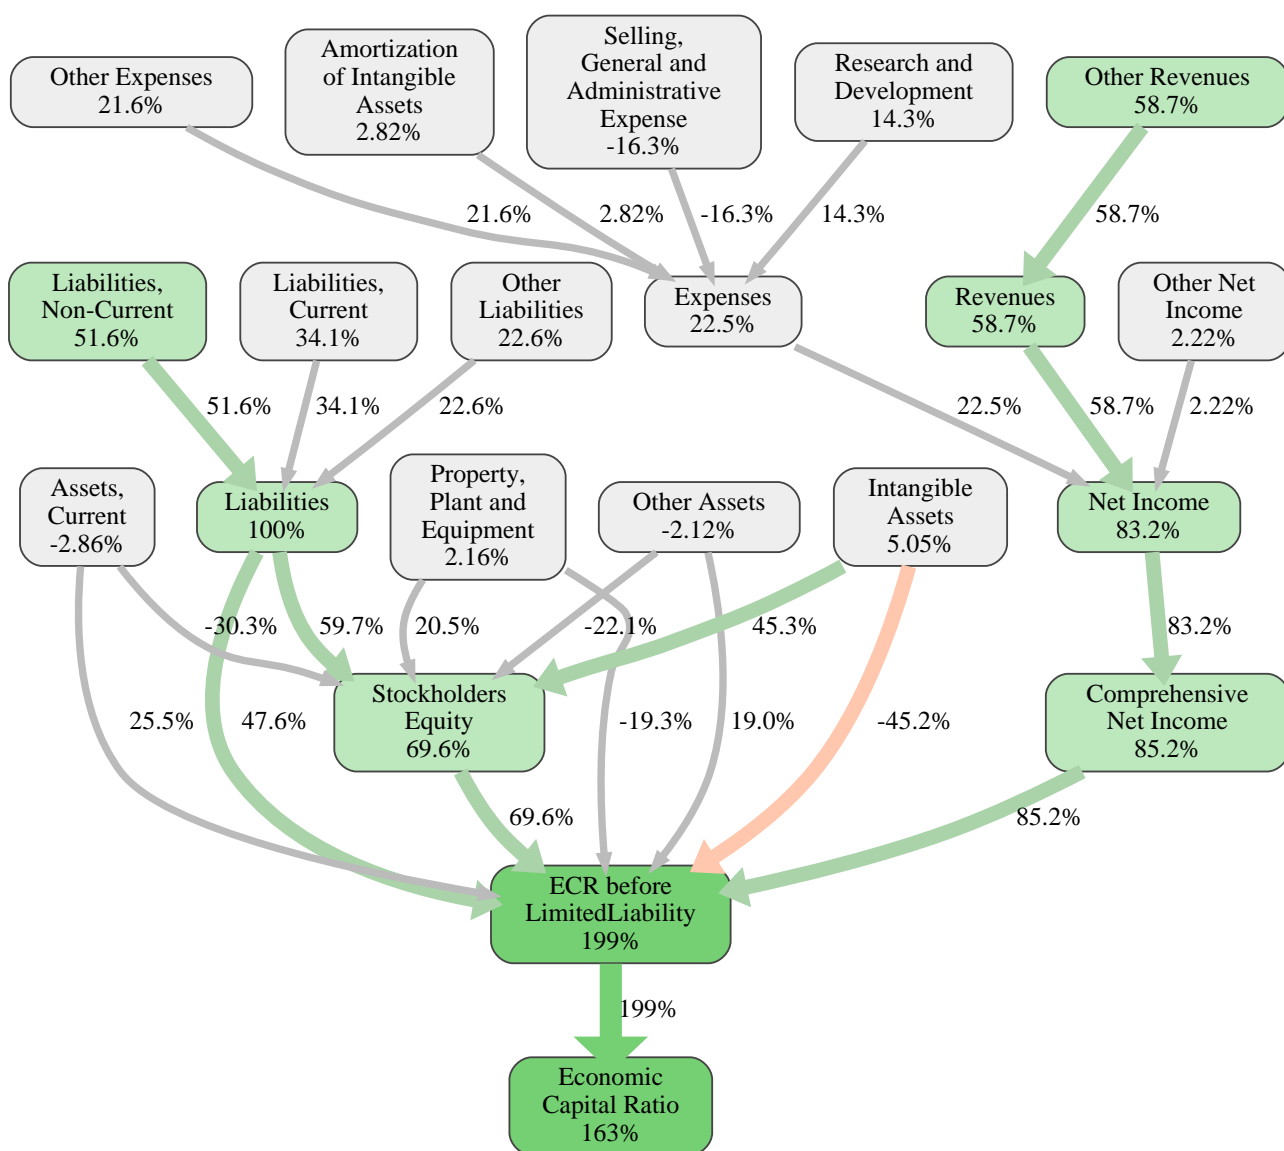 Other Expenses
21.6%
Amortization
of Intangible
Assets
2.82%
Selling,
General and
Administrative
Expense
-16.3%
Research and
Development
14.3%
Other Revenues
58.7%
21.6%
2.82%
-16.3%
14.3%
58.7%
Liabilities,
Non-Current
51.6%
Liabilities,
Current
34.1%
Other
Liabilities
22.6%
Expenses
22.5%
Revenues
58.7%
Other Net
Income
2.22%
51.6%
34.1%
22.6%
22.5%
58.7%
2.22%
Assets,
Current
-2.86%
Liabilities
100%
Property,
Plant and
Equipment
2.16%
Other Assets
-2.12%
Intangible
Assets
5.05%
Net Income
83.2%
-30.3%
59.7%
20.5%
-22.1%
45.3%
83.2%
Stockholders
Equity
69.6%
Comprehensive
Net Income
85.2%
25.5%
47.6%
-19.3%
19.0%
-45.2%
69.6%
85.2%
ECR before
LimitedLiability
199%
199%
Economic
Capital Ratio
163%